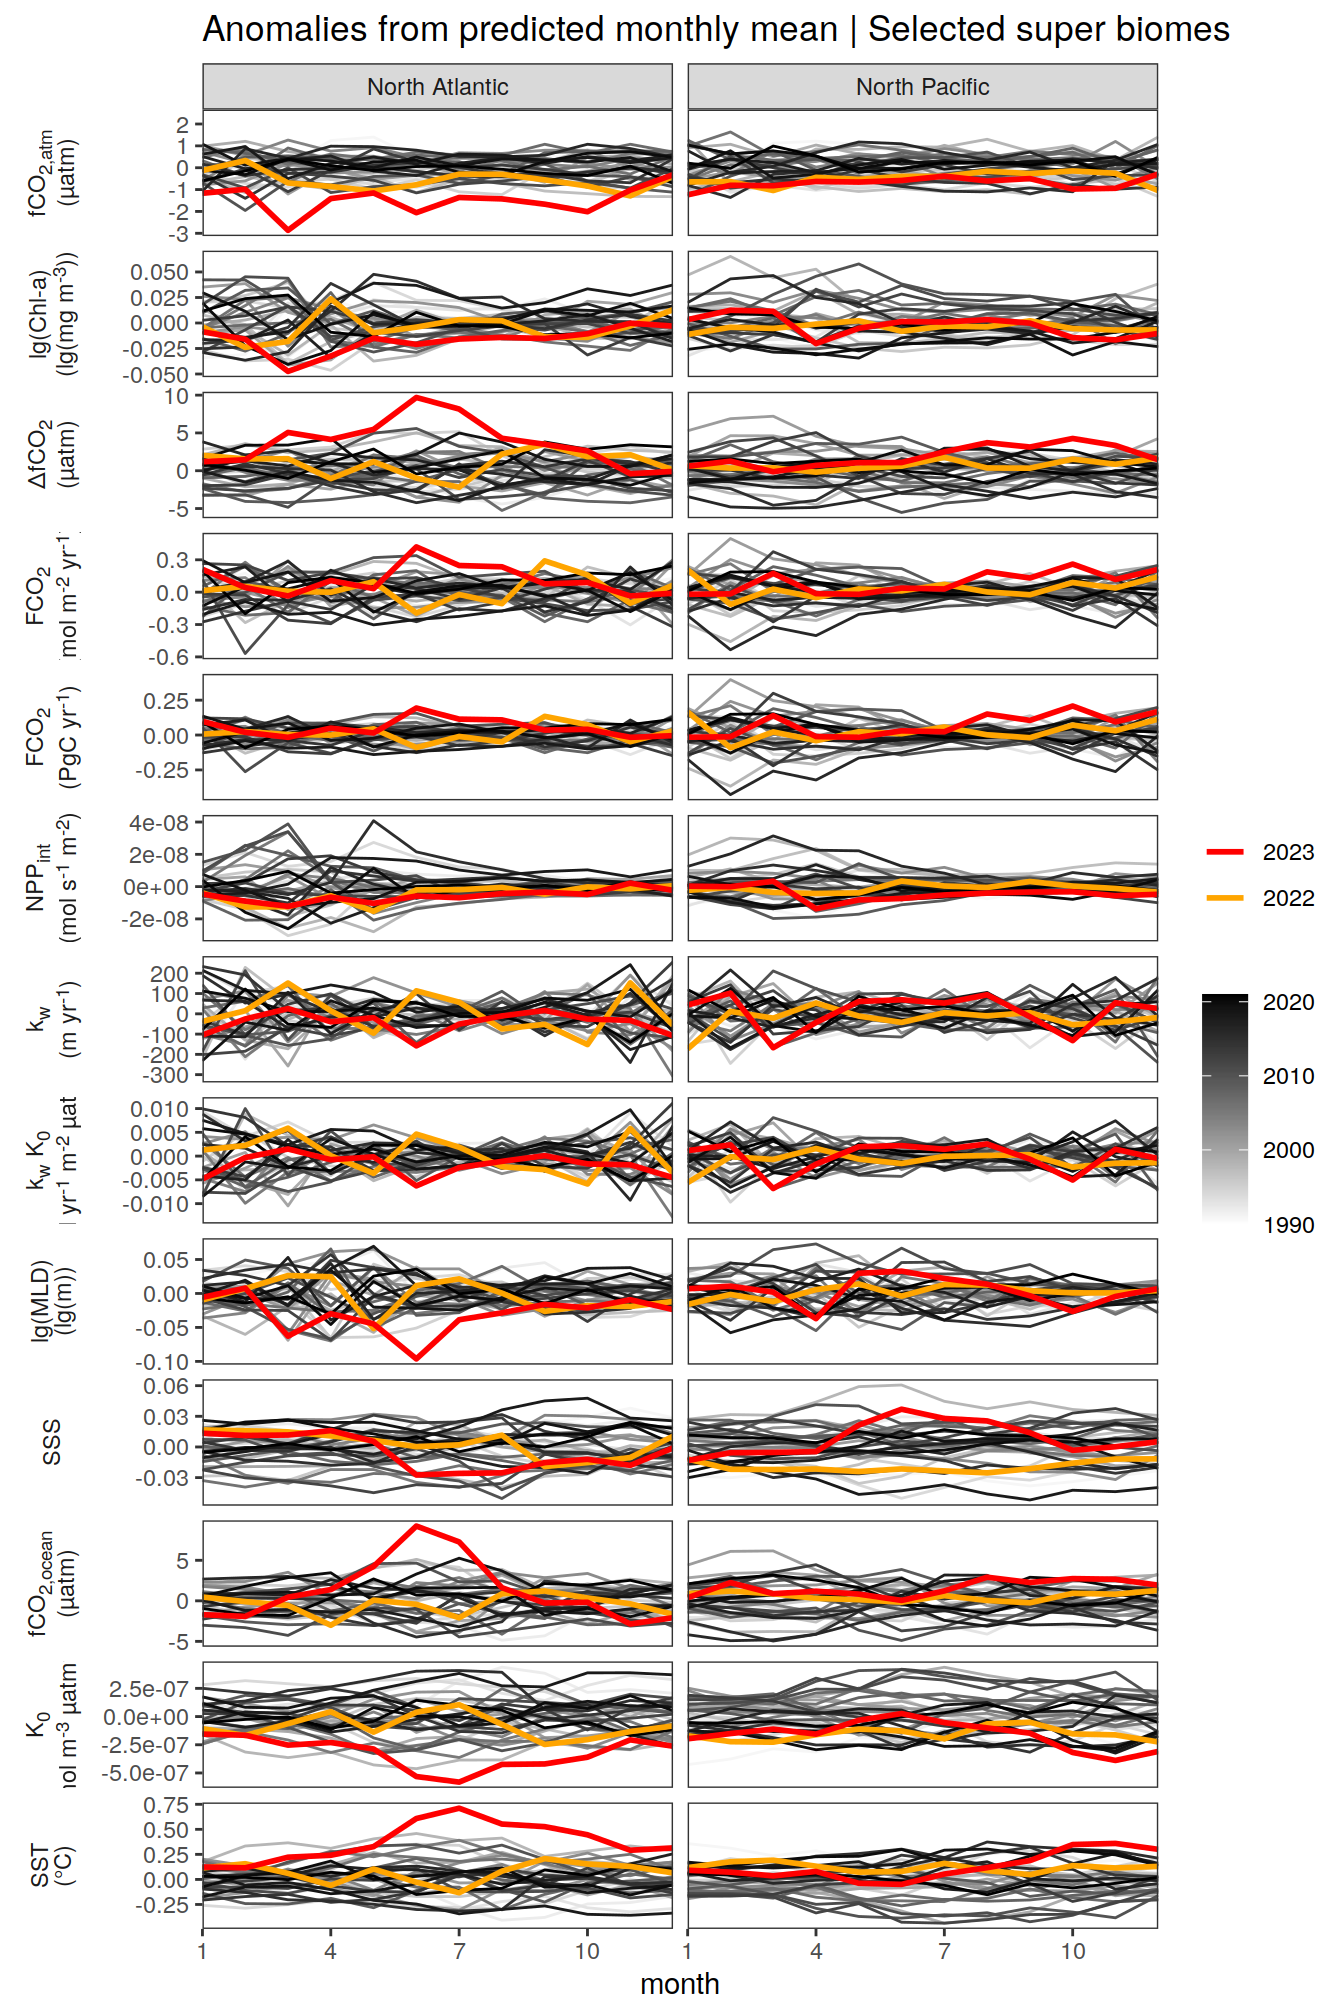 Anomalies from predicted monthly mean | Selected super biomes
North Atlantic
North Pacific
fCO2,atm
(µatm)
2
1
0
-1
-2
-3
lg(Chl-a)
(lg(mg m-3))
0.050
0.025
0.000
-0.025
-0.050
ΔfCO2
(µatm)
10
5
0
-5
FCO2
mol m-2 yr-1
0.3
0.0
-0.3
-0.6
FCO2
(PgC yr-1)
0.25
0.00
-0.25
NPPint
(mol s-1 m-2)
4e-08
2e-08
0e+00
-2e-08
kw
(m yr-1)
200
100
0
-100
-200
-300
kw K0
yr-1 m-2 µat
0.010
0.005
0.000
-0.005
-0.010
lg(MLD)
(lg(m))
0.05
0.00
-0.05
-0.10
SSS
0.06
0.03
0.00
-0.03
fCO2,ocean
(µatm)
5
0
-5
K0
ol m-3 µatm
2.5e-07
0.0e+00
-2.5e-07
-5.0e-07
SST
(°C)
0.75
0.50
0.25
0.00
-0.25
1
4
7
10
1
4
7
10
month
2023
2022
2020
2010
2000
1990